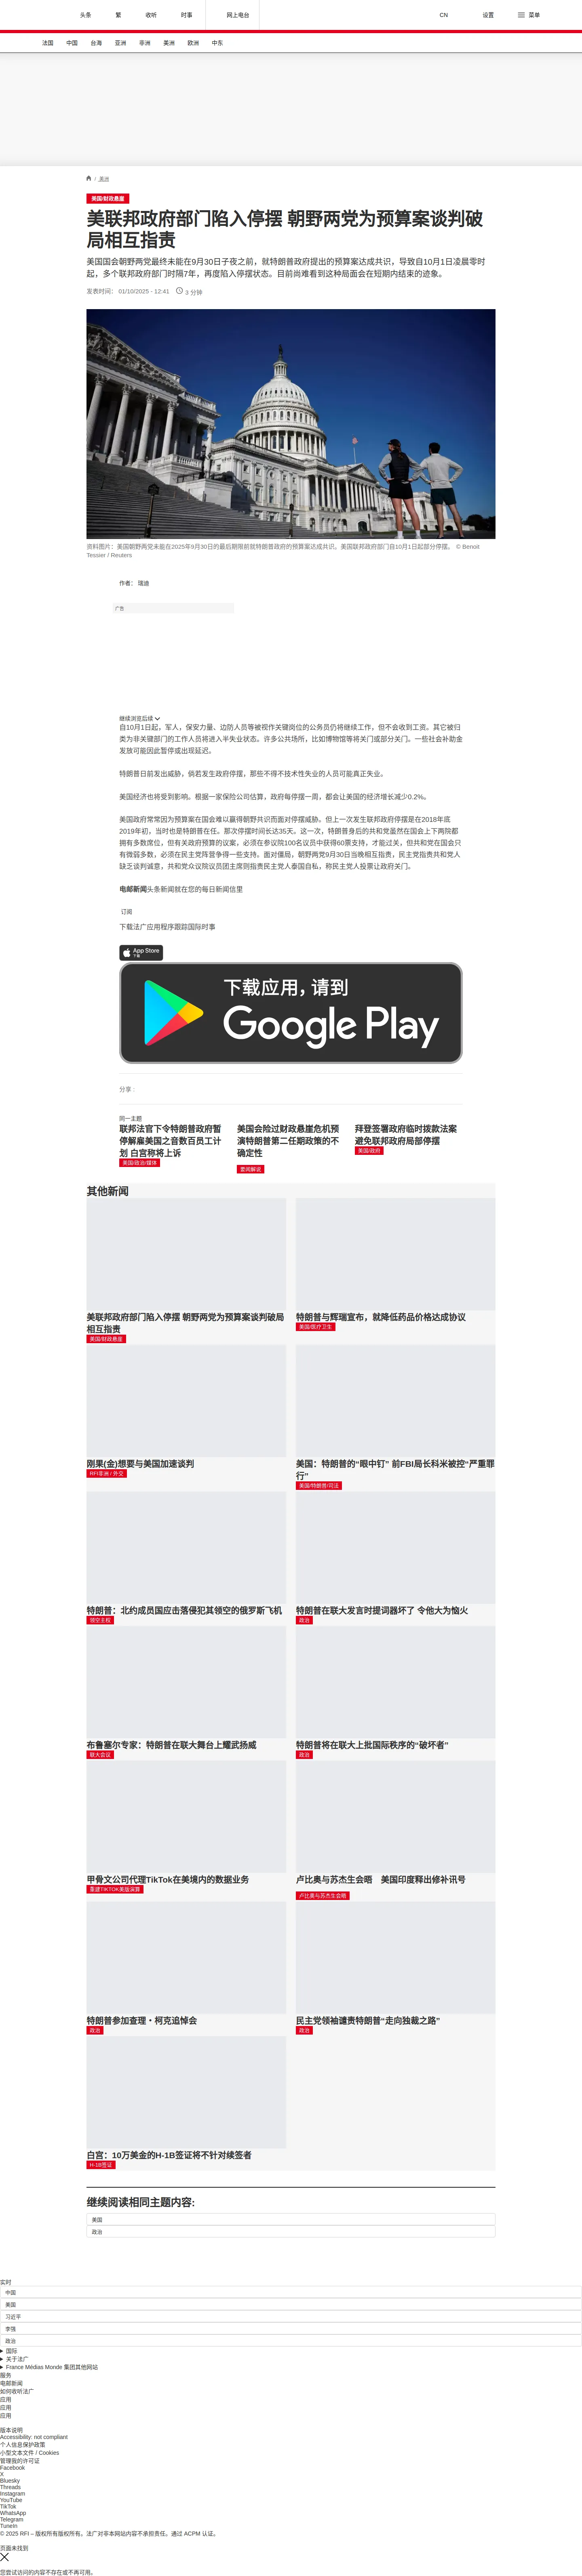 头条
繁
收听
时事
网上电台
CN
设置
菜单
法国
中国
台海
亚洲
非洲
美洲
欧洲
中东
/ 美洲
美国/财政悬崖
美联邦政府部门陷入停摆 朝野两党为预算案谈判破
局相互指责
美国国会朝野两党最终未能在9月30日子夜之前，就特朗普政府提出的预算案达成共识，导致自10月1日凌晨零时
起，多个联邦政府部门时隔7年，再度陷入停摆状态。目前尚难看到这种局面会在短期内结束的迹象。
发表时间： 01/10/2025 - 12:41
3 分钟
资料图片：美国朝野两党未能在2025年9月30日的最后期限前就特朗普政府的预算案达成共识。美国联邦政府部门自10月1日起部分停摆。 © Benoit
Tessier / Reuters
作者： 瑞迪
广告
继续浏览后续
自10月1日起，军人，保安力量、边防人员等被视作关键岗位的公务员仍将继续工作，但不会收到工资。其它被归
类为非关键部门的工作人员将进入半失业状态。许多公共场所，比如博物馆等将关门或部分关门。一些社会补助金
发放可能因此暂停或出现延迟。
特朗普日前发出威胁，倘若发生政府停摆，那些不得不技术性失业的人员可能真正失业。
美国经济也将受到影响。根据一家保险公司估算，政府每停摆一周，都会让美国的经济增长减少0.2%。
美国政府常常因为预算案在国会难以赢得朝野共识而面对停摆威胁。但上一次发生联邦政府停摆是在2018年底
2019年初，当时也是特朗普在任。那次停摆时间长达35天。这一次，特朗普身后的共和党虽然在国会上下两院都
拥有多数席位，但有关政府预算的议案，必须在参议院100名议员中获得60票支持，才能过关，但共和党在国会只
有微弱多数，必须在民主党阵营争得一些支持。面对僵局，朝野两党9月30日当晚相互指责，民主党指责共和党人
缺乏谈判诚意，共和党众议院议员团主席则指责民主党人泰国自私，称民主党人投票让政府关门。
电邮新闻头条新闻就在您的每日新闻信里
订阅
下载法广应用程序跟踪国际时事
App Store
下载
下载应用，请到
Google Play
分享 :
同一主题
联邦法官下令特朗普政府暂
停解雇美国之音数百员工计
划 白宫称将上诉
美国/政治/媒体
美国会险过财政悬崖危机预
演特朗普第二任期政策的不
确定性
要闻解说
拜登签署政府临时拨款法案
避免联邦政府局部停摆
美国/政府
其他新闻
美联邦政府部门陷入停摆 朝野两党为预算案谈判破局
相互指责
美国/财政悬崖
特朗普与辉瑞宣布，就降低药品价格达成协议
美国/医疗卫生
刚果(金)想要与美国加速谈判
RFI非洲 / 外交
美国：特朗普的“眼中钉” 前FBI局长科米被控“严重罪
行”
美国/特朗普/司法
特朗普：北约成员国应击落侵犯其领空的俄罗斯飞机
领空主权
特朗普在联大发言时提词器坏了 令他大为恼火
政治
布鲁塞尔专家：特朗普在联大舞台上耀武扬威
联大会议
特朗普将在联大上批国际秩序的“破坏者”
政治
甲骨文公司代理TikTok在美境内的数据业务
重建TIKTOK美版演算
卢比奥与苏杰生会晤 美国印度释出修补讯号
卢比奥与苏杰生会晤
特朗普参加查理・柯克追悼会
政治
民主党领袖谴责特朗普“走向独裁之路”
政治
白宫：10万美金的H-1B签证将不针对续签者
H-1B签证
继续阅读相同主题内容:
美国
政治
实时
中国
美国
习近平
李强
政治
国际
关于法广
France Médias Monde 集团其他网站
服务
电邮新闻
如何收听法广
应用
应用
应用
版本说明
Accessibility: not compliant
个人信息保护政策
小型文本文件 / Cookies
管理我的许可证
Facebook
X
Bluesky
Threads
Instagram
YouTube
TikTok
WhatsApp
Telegram
TuneIn
© 2025 RFI – 版权所有版权所有。法广对非本网站内容不承担责任。通过 ACPM 认证。
页面未找到
您尝试访问的内容不存在或不再可用。